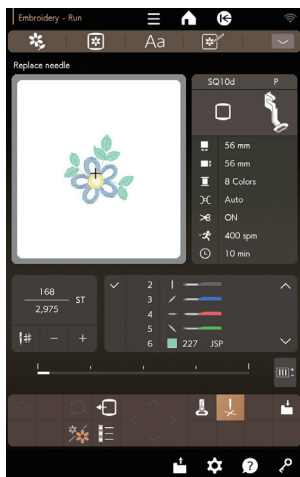 Embroidery - Run
Aa
Replace needle
SQ10d P
56 mm
56 mm
8 Colors
Auto
ON
400 spm
10 min
168
2,975
ST
#
- +
2
3
4
5
6 227 JSP
?